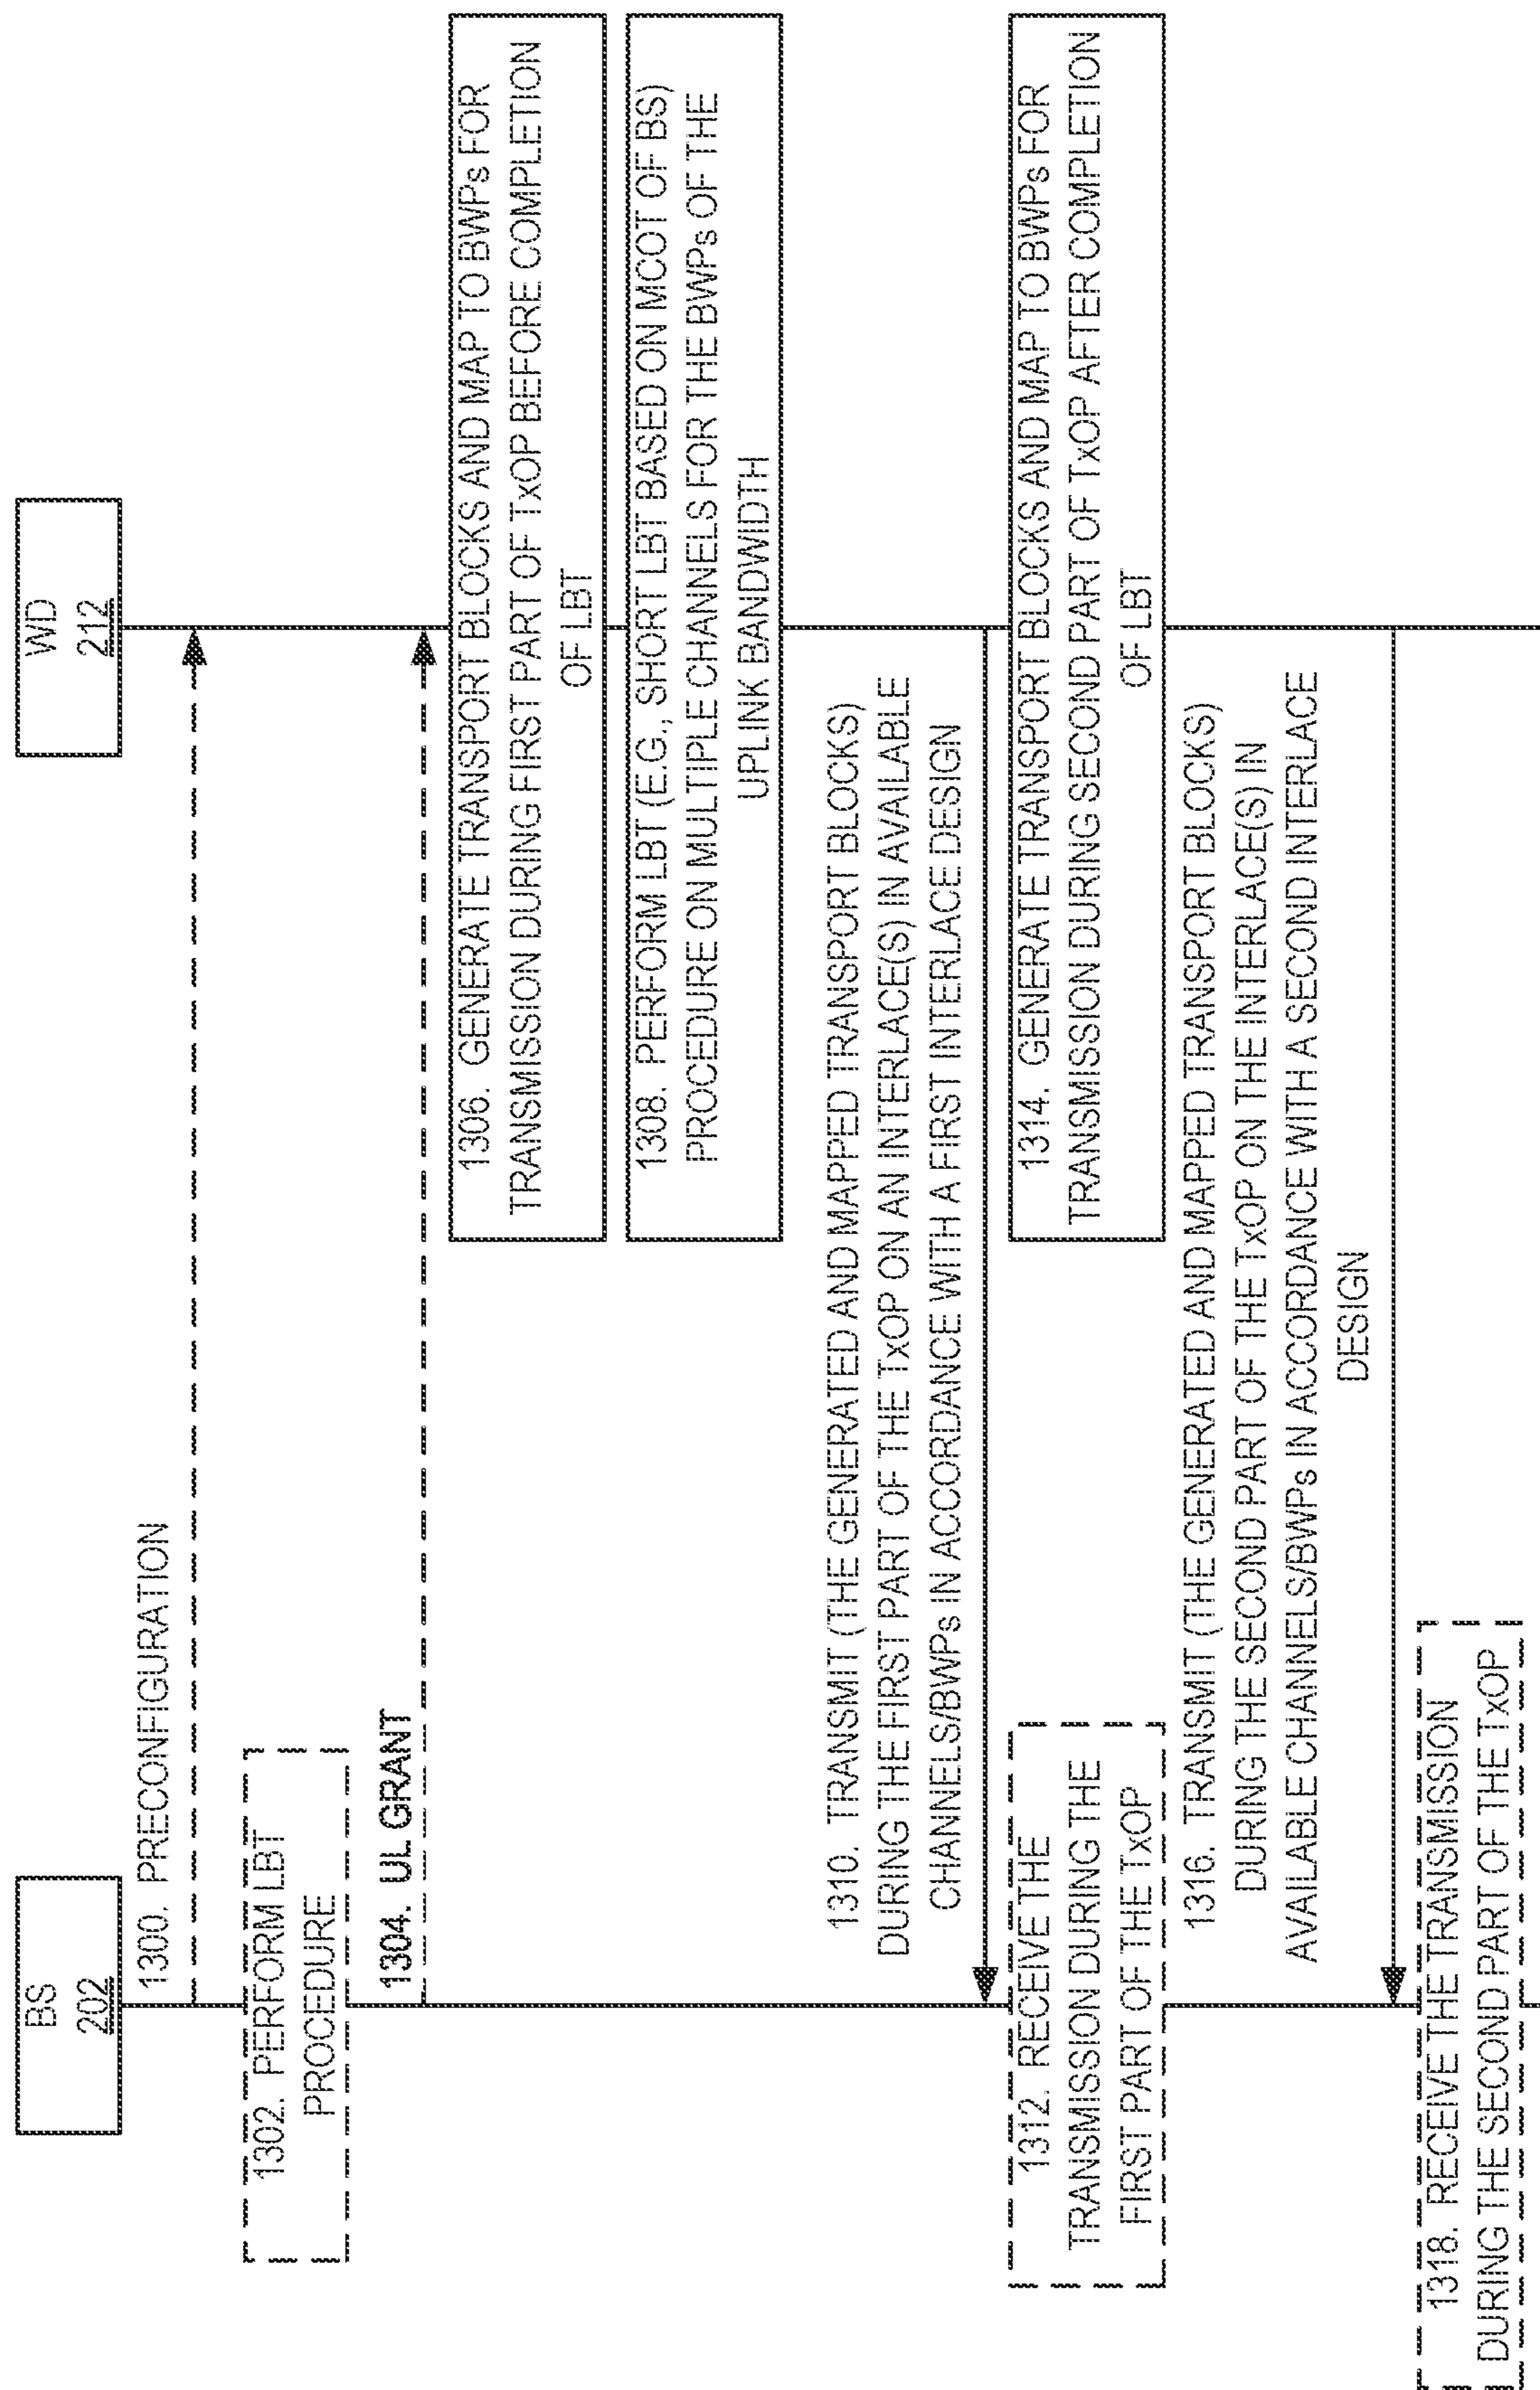 BS
202
WD
212
1300. PRECONFIGURATION
1302. PERFORM LBT
PROCEDURE
1304. UL GRANT
1306. GENERATE TRANSPORT BLOCKS AND MAP TO BWPs FOR
TRANSMISSION DURING FIRST PART OF TxOP BEFORE COMPLETION
OF LBT
1308. PERFORM LBT (E.G., SHORT LBT BASED ON MCOT OF BS)
PROCEDURE ON MULTIPLE CHANNELS FOR THE BWPs OF THE
UPLINK BANDWIDTH
1310. TRANSMIT (THE GENERATED AND MAPPED TRANSPORT BLOCKS)
DURING THE FIRST PART OF THE TxOP ON AN INTERLACE(S) IN AVAILABLE
CHANNELS/BWPs IN ACCORDANCE WITH A FIRST INTERLACE DESIGN
1312. RECEIVE THE
TRANSMISSION DURING THE
FIRST PART OF THE TxOP
1314. GENERATE TRANSPORT BLOCKS AND MAP TO BWPs FOR
TRANSMISSION DURING SECOND PART OF TxOP AFTER COMPLETION
OF LBT
1316. TRANSMIT (THE GENERATED AND MAPPED TRANSPORT BLOCKS)
DURING THE SECOND PART OF THE TxOP ON THE INTERLACE(S) IN
AVAILABLE CHANNELS/BWPs IN ACCORDANCE WITH A SECOND INTERLACE
DESIGN
1318. RECEIVE THE TRANSMISSION
DURING THE SECOND PART OF THE TxOP